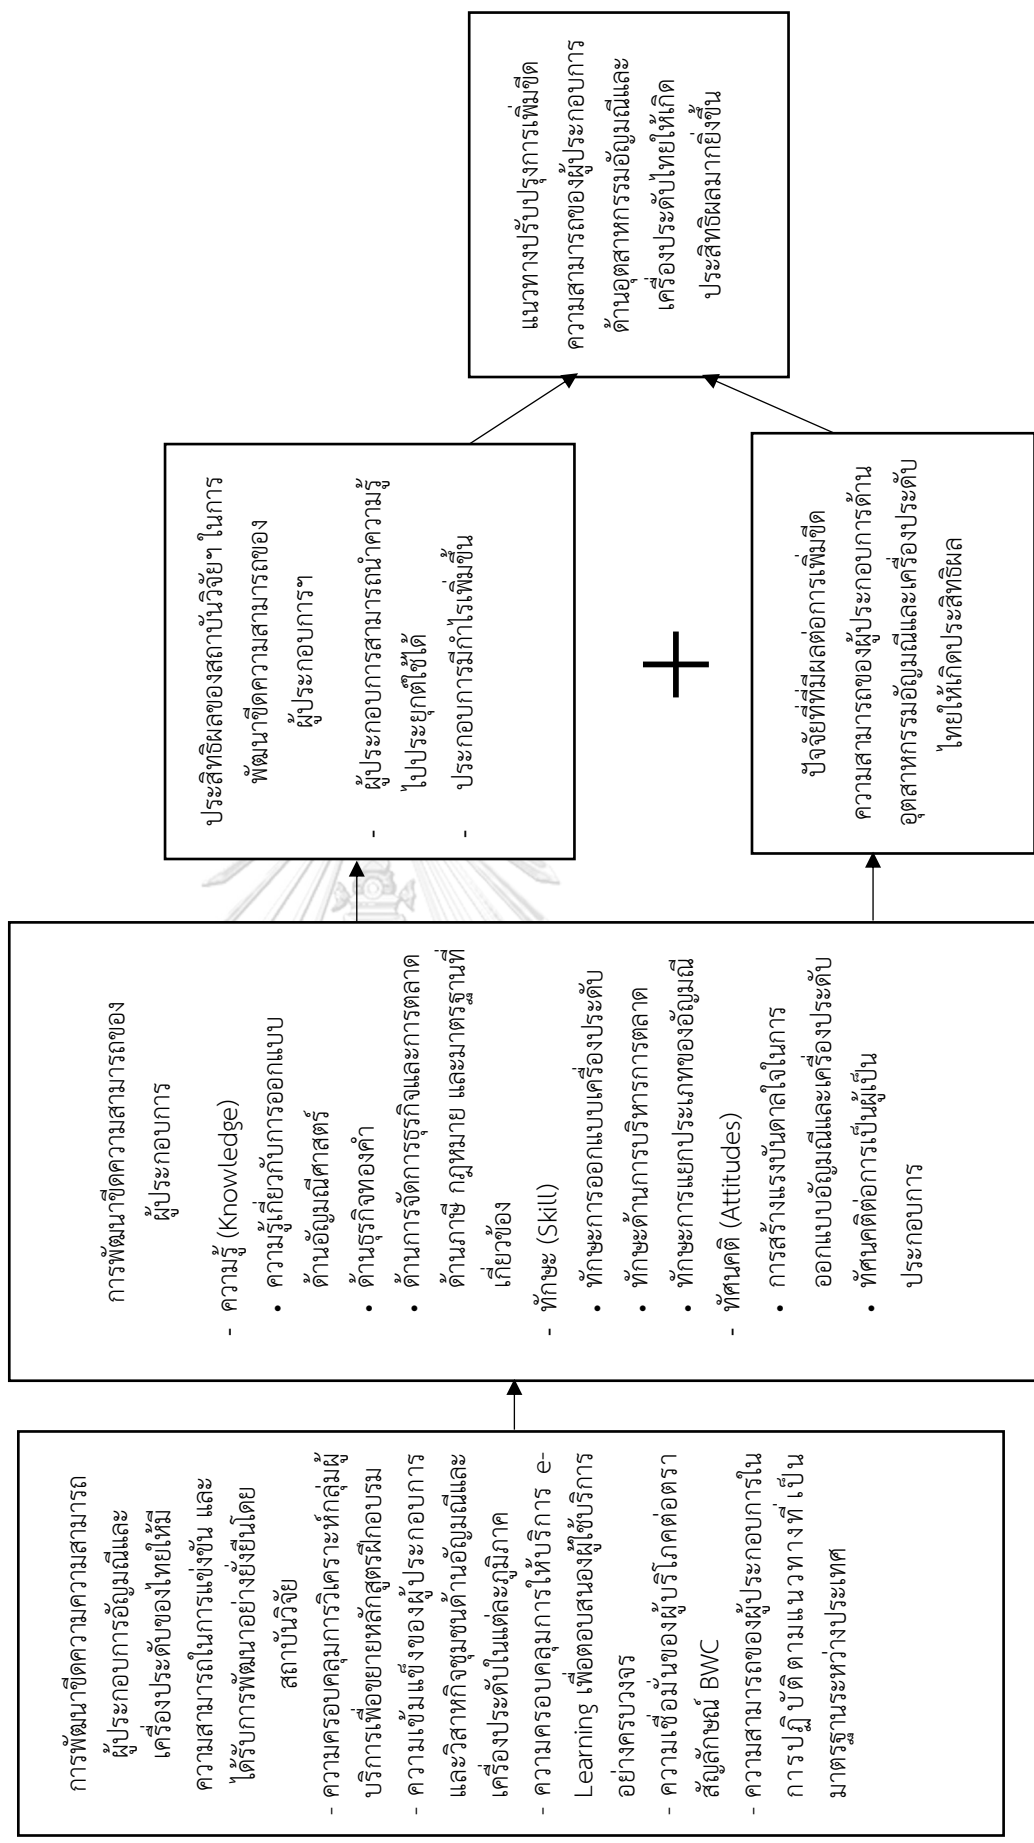 การพัฒนาขีดความความสามารถ
ผู้ประกอบการอัญมณีและ
เครื่องประดับของไทยให้มี
ความสามารถในการแข่งขัน และ
ได้รับการพัฒนาอย่างยั่งยืนโดย
สถาบันวิจัย
- ความครอบคลุมการวิเคราะห์กลุ่มผู้
บริการเพื่อขยายหลักสูตรฝึกอบรม
- ความเข้มแข็งของผู้ประกอบการ
และวิสาหกิจชุมชนด้านอัญมณีและ
เครื่องประดับในแต่ละภูมิภาค
- ความครอบคลุมการให้บริการ e-
Learning เพื่อตอบสนองผู้ใช้บริการ
อย่างครบวงจร
- ความเชื่อมั่นของผู้บริโภคต่อตรา
สัญลักษณ์ BWC
- ความสามารถของผู้ประกอบการใน
การปฏิบัติตามแนวทางที่เป็น
มาตรฐานระหว่างประเทศ
การพัฒนาขีดความสามารถของ
ผู้ประกอบการ
- ความรู้ (Knowledge)
• ความรู้เกี่ยวกับการออกแบบ
ด้านอัญมณีศาสตร์
• ด้านธุรกิจทองคำ
• ด้านการจัดการธุรกิจและการตลาด
ด้านภาษี กฎหมาย และมาตรฐานที่
เกี่ยวข้อง
- ทักษะ (Skill)
• ทักษะการออกแบบเครื่องประดับ
• ทักษะด้านการบริหารการตลาด
• ทักษะการแยกประเภทของอัญมณี
- ทัศนคติ (Attitudes)
• การสร้างแรงบันดาลใจในการ
ออกแบบอัญมณีและเครื่องประดับ
• ทัศนคติต่อการเป็นผู้เป็น
ประกอบการ
ประสิทธิผลของสถาบันวิจัยฯ ในการ
พัฒนาขีดความสามารถของ
ผู้ประกอบการฯ
- ผู้ประกอบการสามารถนำความรู้
ไปประยุกต์ใช้ได้
- ประกอบการมีกำไรเพิ่มขึ้น
+
ปัจจัยที่ที่มีผลต่อการเพิ่มขีด
ความสามารถของผู้ประกอบการด้าน
อุตสาหกรรมอัญมณีและเครื่องประดับ
ไทยให้เกิดประสิทธิผล
แนวทางปรับปรุงการเพิ่มขีด
ความสามารถของผู้ประกอบการ
ด้านอุตสาหกรรมอัญมณีและ
เครื่องประดับไทยให้เกิด
ประสิทธิผลมากยิ่งขึ้น